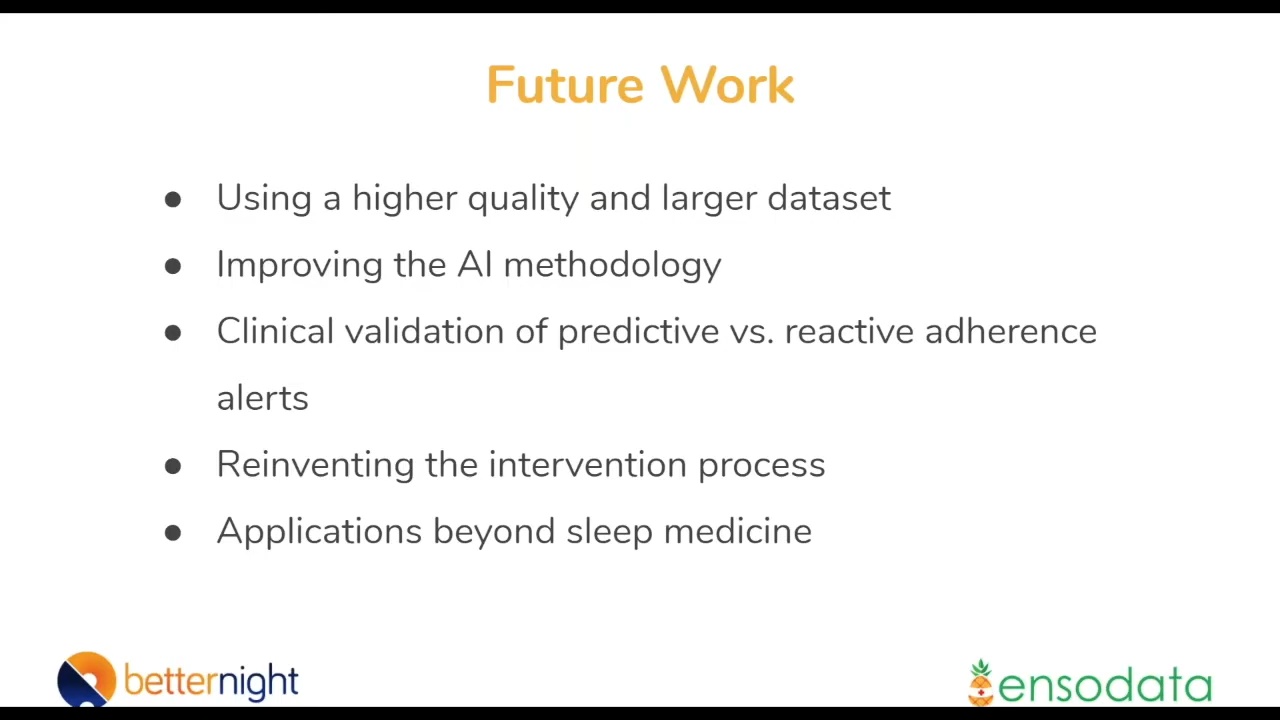 Future Work
● Using a higher quality and larger dataset
● Improving the AI methodology
● Clinical validation of predictive vs. reactive adherence
alerts
● Reinventing the intervention process
● Applications beyond sleep medicine
betternight
ensodata